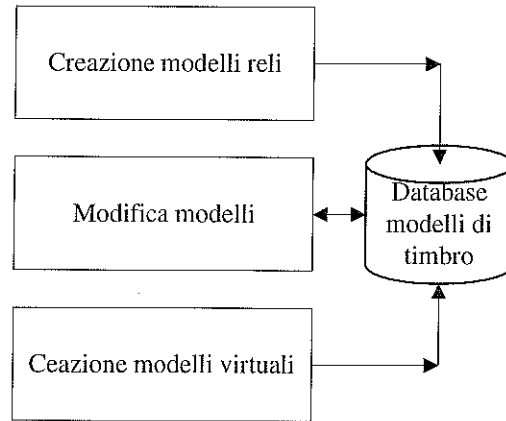 Creazione modelli reli
Modifica modelli
Database
modelli di
timbro
Ceazione modelli virtuali